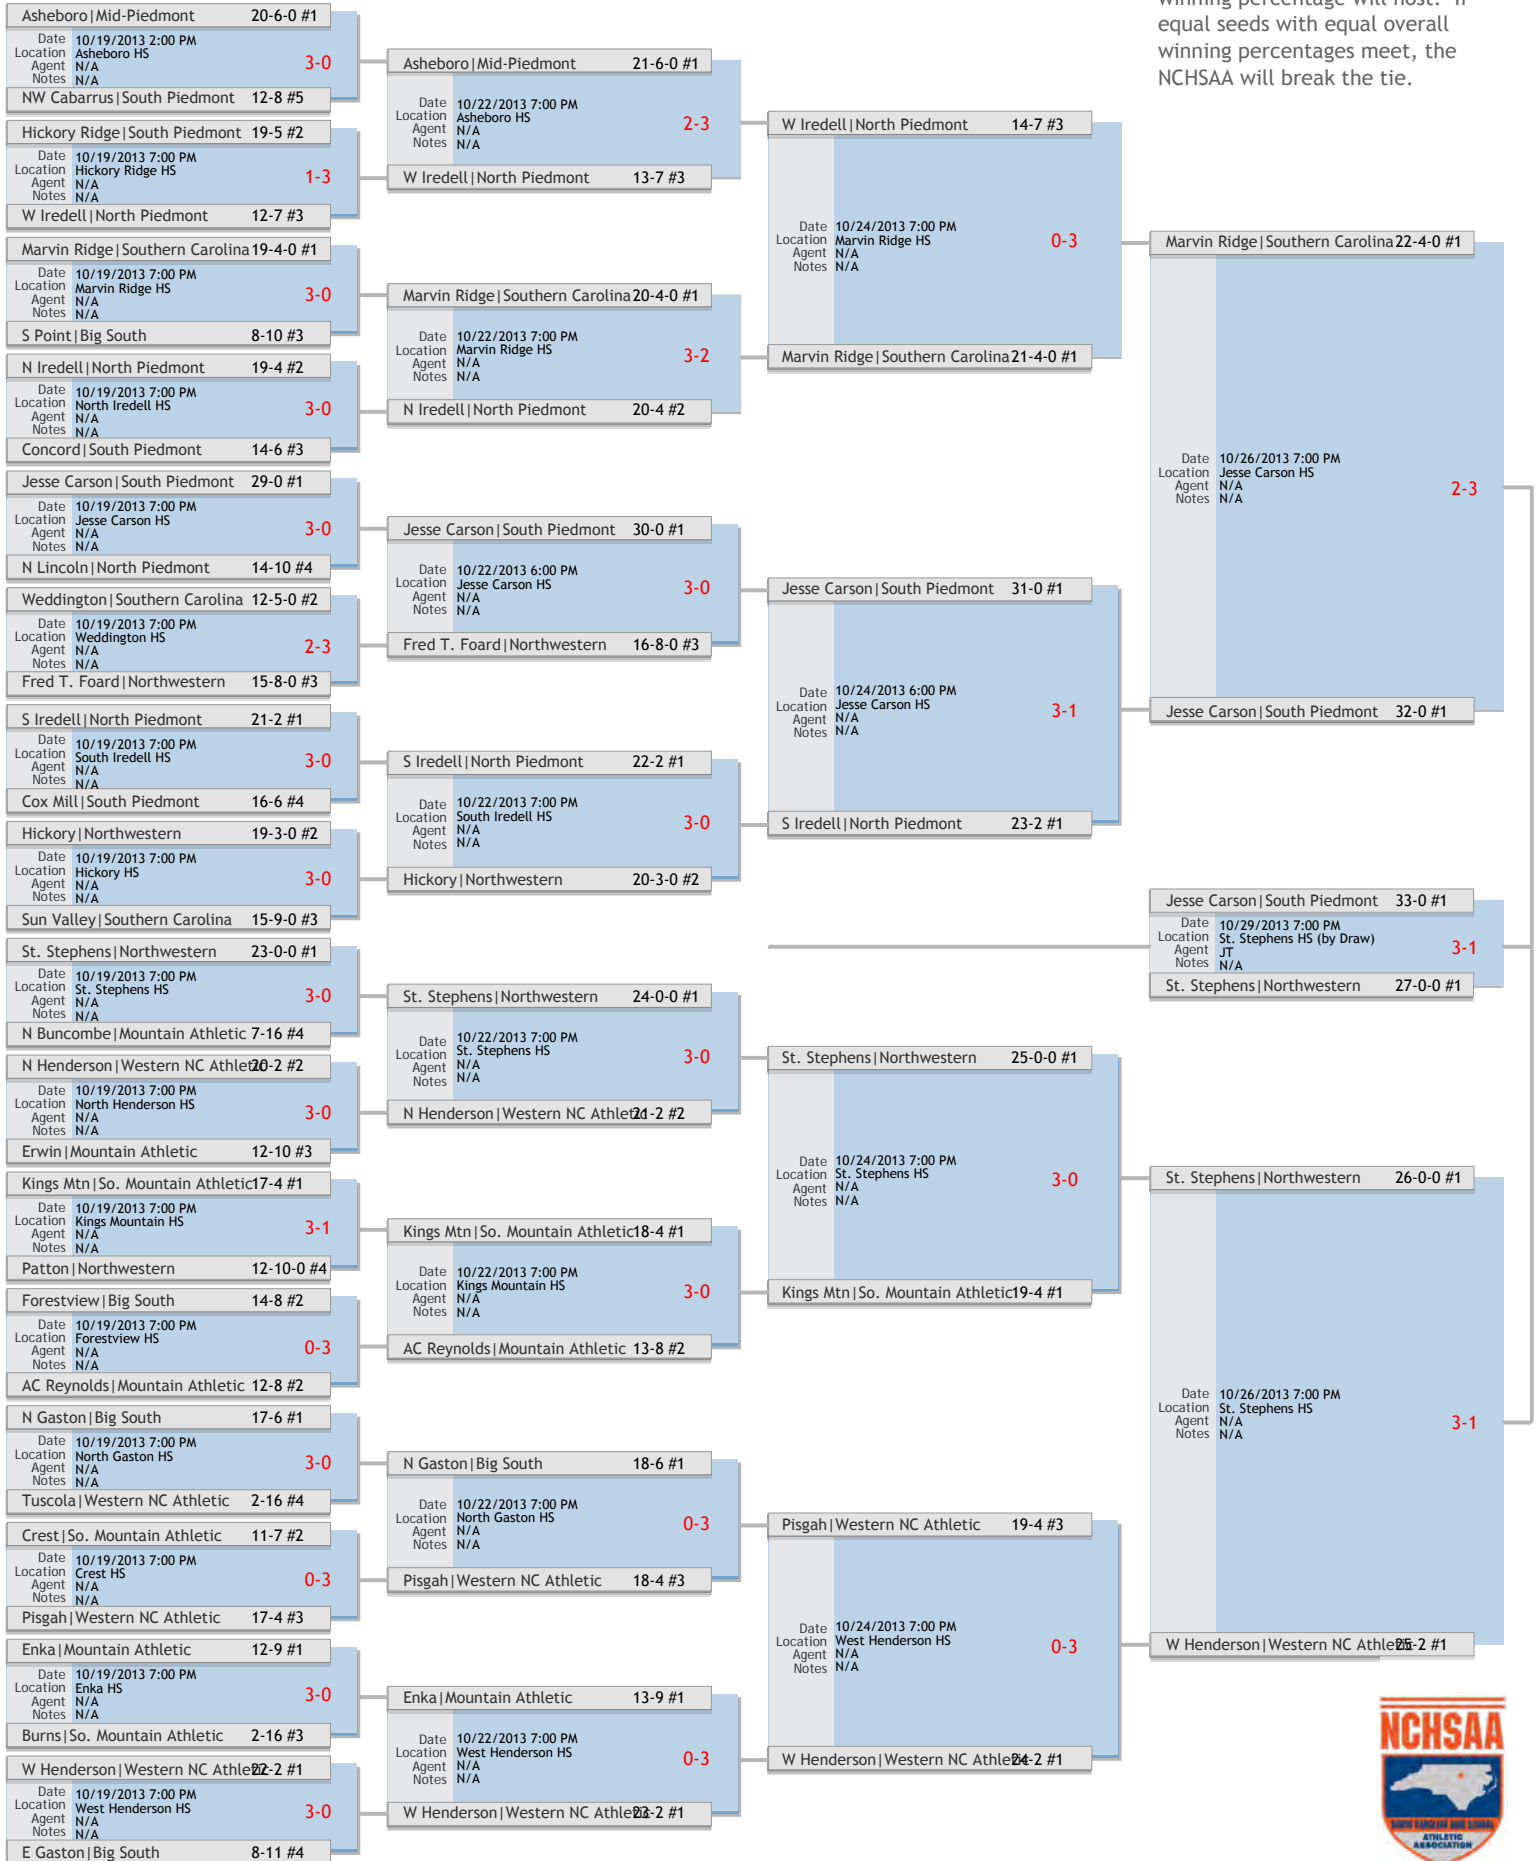 winning percentage will host. If
equal seeds with equal overall
winning percentages meet, the
NCHSAA will break the tie.
Asheboro|Mid-Piedmont 20-6-0 #1
Date 10/19/2013 2:00 PM
Location Asheboro HS
Agent N/A
Notes N/A
3-0
NW Cabarrus|South Piedmont 12-8 #5
Hickory Ridge|South Piedmont 19-5 #2
Date 10/19/2013 7:00 PM
Location Hickory Ridge HS
Agent N/A
Notes N/A
1-3
W Iredell|North Piedmont 12-7 #3
Marvin Ridge|Southern Carolina 19-4-0 #1
Date 10/19/2013 7:00 PM
Location Marvin Ridge HS
Agent N/A
Notes N/A
3-0
S Point|Big South 8-10 #3
N Iredell|North Piedmont 19-4 #2
Date 10/19/2013 7:00 PM
Location North Iredell HS
Agent N/A
Notes N/A
3-0
Concord|South Piedmont 14-6 #3
Jesse Carson|South Piedmont 29-0 #1
Date 10/19/2013 7:00 PM
Location Jesse Carson HS
Agent N/A
Notes N/A
3-0
N Lincoln|North Piedmont 14-10 #4
Weddington|Southern Carolina 12-5-0 #2
Date 10/19/2013 7:00 PM
Location Weddington HS
Agent N/A
Notes N/A
2-3
Fred T. Foard|Northwestern 15-8-0 #3
S Iredell|North Piedmont 21-2 #1
Date 10/19/2013 7:00 PM
Location South Iredell HS
Agent N/A
Notes N/A
3-0
Cox Mill|South Piedmont 16-6 #4
Hickory|Northwestern 19-3-0 #2
Date 10/19/2013 7:00 PM
Location Hickory HS
Agent N/A
Notes N/A
3-0
Sun Valley|Southern Carolina 15-9-0 #3
St. Stephens|Northwestern 23-0-0 #1
Date 10/19/2013 7:00 PM
Location St. Stephens HS
Agent N/A
Notes N/A
3-0
N Buncombe|Mountain Athletic 7-16 #4
N Henderson|Western NC Athletic 20-2 #2
Date 10/19/2013 7:00 PM
Location North Henderson HS
Agent N/A
Notes N/A
3-0
Erwin|Mountain Athletic 12-10 #3
Kings Mtn|So. Mountain Athletic 17-4 #1
Date 10/19/2013 7:00 PM
Location Kings Mountain HS
Agent N/A
Notes N/A
3-1
Patton|Northwestern 12-10-0 #4
Forestview|Big South 14-8 #2
Date 10/19/2013 7:00 PM
Location Forestview HS
Agent N/A
Notes N/A
0-3
AC Reynolds|Mountain Athletic 12-8 #2
N Gaston|Big South 17-6 #1
Date 10/19/2013 7:00 PM
Location North Gaston HS
Agent N/A
Notes N/A
3-0
Tuscola|Western NC Athletic 2-16 #4
Crest|So. Mountain Athletic 11-7 #2
Date 10/19/2013 7:00 PM
Location Crest HS
Agent N/A
Notes N/A
0-3
Pisgah|Western NC Athletic 17-4 #3
Enka|Mountain Athletic 12-9 #1
Date 10/19/2013 7:00 PM
Location Enka HS
Agent N/A
Notes N/A
3-0
Burns|So. Mountain Athletic 2-16 #3
W Henderson|Western NC Athletic 22-2 #1
Date 10/19/2013 7:00 PM
Location West Henderson HS
Agent N/A
Notes N/A
3-0
E Gaston|Big South 8-11 #4
Asheboro|Mid-Piedmont 21-6-0 #1
Date 10/22/2013 7:00 PM
Location Asheboro HS
Agent N/A
Notes N/A
2-3
W Iredell|North Piedmont 13-7 #3
Marvin Ridge|Southern Carolina 20-4-0 #1
Date 10/22/2013 7:00 PM
Location Marvin Ridge HS
Agent N/A
Notes N/A
3-2
N Iredell|North Piedmont 20-4 #2
Jesse Carson|South Piedmont 30-0 #1
Date 10/22/2013 6:00 PM
Location Jesse Carson HS
Agent N/A
Notes N/A
3-0
Fred T. Foard|Northwestern 16-8-0 #3
S Iredell|North Piedmont 22-2 #1
Date 10/22/2013 7:00 PM
Location South Iredell HS
Agent N/A
Notes N/A
3-0
Hickory|Northwestern 20-3-0 #2
St. Stephens|Northwestern 24-0-0 #1
Date 10/22/2013 7:00 PM
Location St. Stephens HS
Agent N/A
Notes N/A
3-0
N Henderson|Western NC Athletic 21-2 #2
Kings Mtn|So. Mountain Athletic 18-4 #1
Date 10/22/2013 7:00 PM
Location Kings Mountain HS
Agent N/A
Notes N/A
3-0
AC Reynolds|Mountain Athletic 13-8 #2
N Gaston|Big South 18-6 #1
Date 10/22/2013 7:00 PM
Location North Gaston HS
Agent N/A
Notes N/A
0-3
Pisgah|Western NC Athletic 18-4 #3
Enka|Mountain Athletic 13-9 #1
Date 10/22/2013 7:00 PM
Location West Henderson HS
Agent N/A
Notes N/A
0-3
W Henderson|Western NC Athletic 23-2 #1
W Iredell|North Piedmont 14-7 #3
Date 10/24/2013 7:00 PM
Location Marvin Ridge HS
Agent N/A
Notes N/A
0-3
Marvin Ridge|Southern Carolina 21-4-0 #1
Jesse Carson|South Piedmont 31-0 #1
Date 10/24/2013 6:00 PM
Location Jesse Carson HS
Agent N/A
Notes N/A
3-1
S Iredell|North Piedmont 23-2 #1
St. Stephens|Northwestern 25-0-0 #1
Date 10/24/2013 7:00 PM
Location St. Stephens HS
Agent N/A
Notes N/A
3-0
Kings Mtn|So. Mountain Athletic 19-4 #1
Pisgah|Western NC Athletic 19-4 #3
Date 10/24/2013 7:00 PM
Location West Henderson HS
Agent N/A
Notes N/A
0-3
W Henderson|Western NC Athletic 24-2 #1
Marvin Ridge|Southern Carolina 22-4-0 #1
Date 10/26/2013 7:00 PM
Location Jesse Carson HS
Agent N/A
Notes N/A
2-3
Jesse Carson|South Piedmont 32-0 #1
Jesse Carson|South Piedmont 33-0 #1
Date 10/29/2013 7:00 PM
Location St. Stephens HS (by Draw)
Agent JT
Notes N/A
3-1
St. Stephens|Northwestern 27-0-0 #1
St. Stephens|Northwestern 26-0-0 #1
Date 10/26/2013 7:00 PM
Location St. Stephens HS
Agent N/A
Notes N/A
3-1
W Henderson|Western NC Athletic 25-2 #1
NCHSAA
NORTH CAROLINA HIGH SCHOOL
ATHLETIC
ASSOCIATION